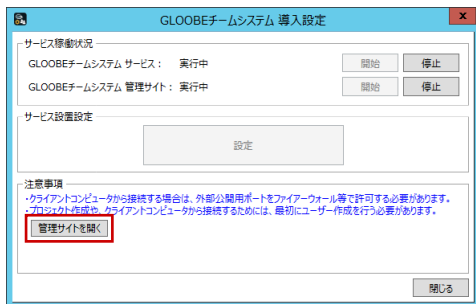 GLOOBEチームシステム 導入設定
x
サービス稼働状況
GLOOBEチームシステム サービス： 実行中 開始 停止
GLOOBEチームシステム 管理サイト： 実行中 開始 停止
サービス設置設定
設定
注意事項
・クライアントコンピュータから接続する場合は、外部公開用ポートをファイアーウォール等で許可する必要があります。
・プロジェクト作成や、クライアントコンピュータから接続するためには、最初にユーザー作成を行う必要があります。
管理サイトを開く
閉じる